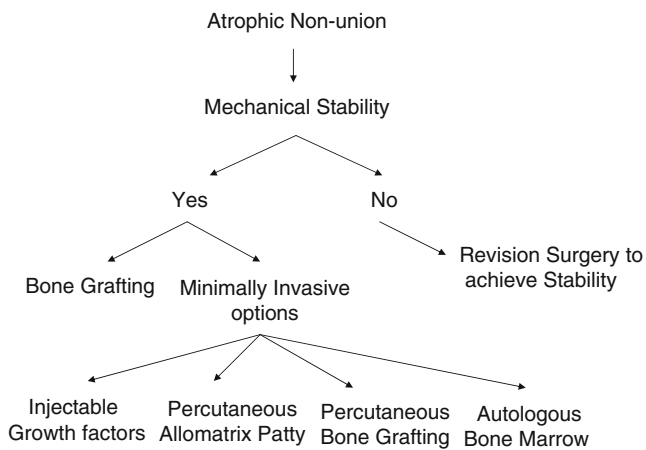 Atrophic Non-union
Mechanical Stability
Yes
No
Bone Grafting
Minimally Invasive
options
Revision Surgery to
achieve Stability
Injectable
Growth factors
Percutaneous
Allomatrix Patty
Percutaneous
Bone Grafting
Autologous
Bone Marrow